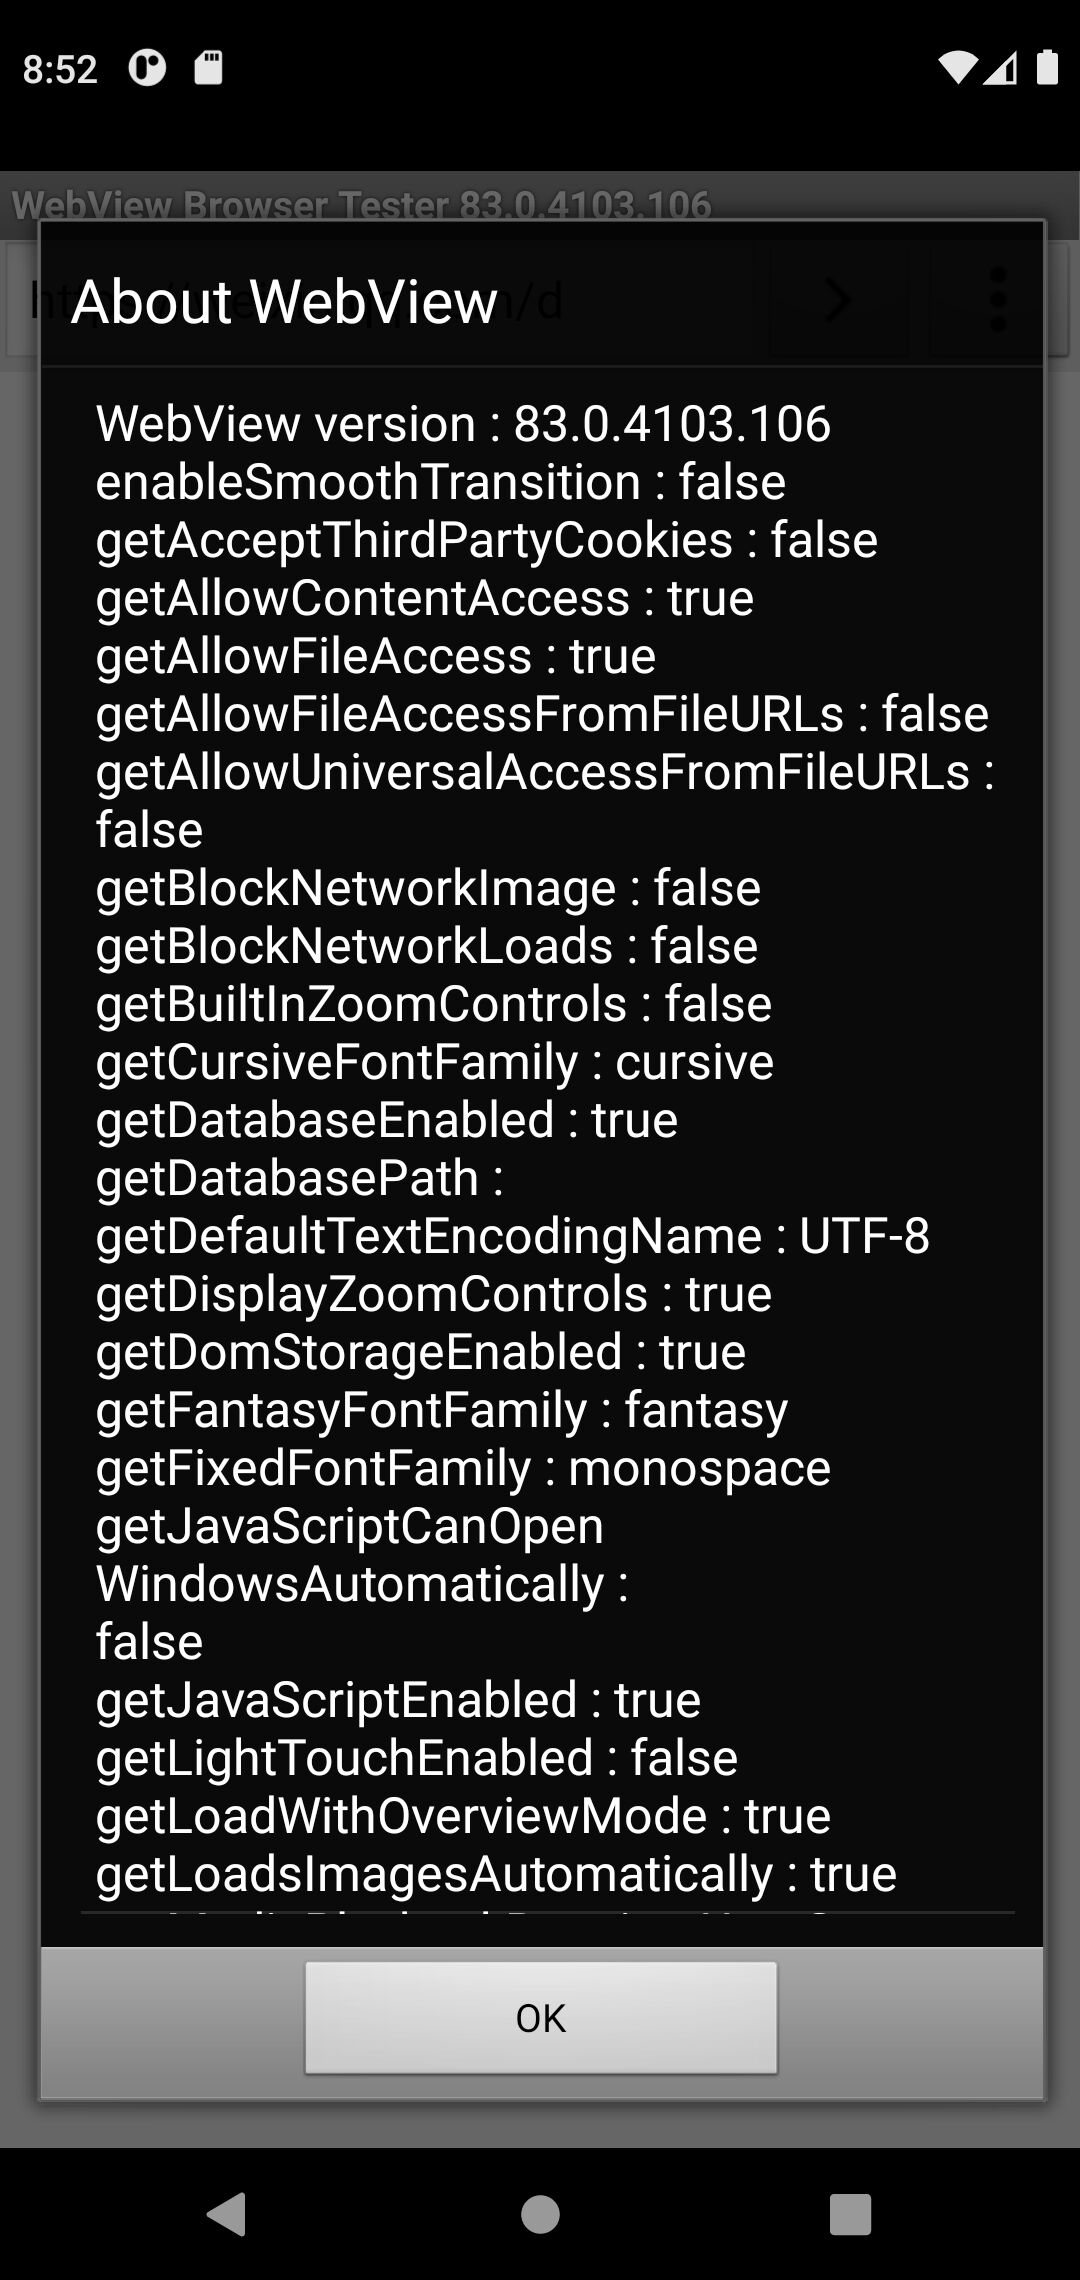 8:52
WebView Browser Tester 83.0.4103.106
About WebView
WebView version : 83.0.4103.106
enableSmoothTransition : false
getAcceptThirdPartyCookies : false
getAllowContentAccess : true
getAllowFileAccess : true
getAllowFileAccessFromFileURLs : false
getAllowUniversalAccessFromFileURLs :
false
getBlockNetworkImage : false
getBlockNetworkLoads : false
getBuiltInZoomControls : false
getCursiveFontFamily : cursive
getDatabaseEnabled : true
getDatabasePath :
getDefaultTextEncodingName : UTF-8
getDisplayZoomControls : true
getDomStorageEnabled : true
getFantasyFontFamily : fantasy
getFixedFontFamily : monospace
getJavaScriptCanOpen
WindowsAutomatically :
false
getJavaScriptEnabled : true
getLightTouchEnabled : false
getLoadWithOverviewMode : true
getLoadsImagesAutomatically : true
OK